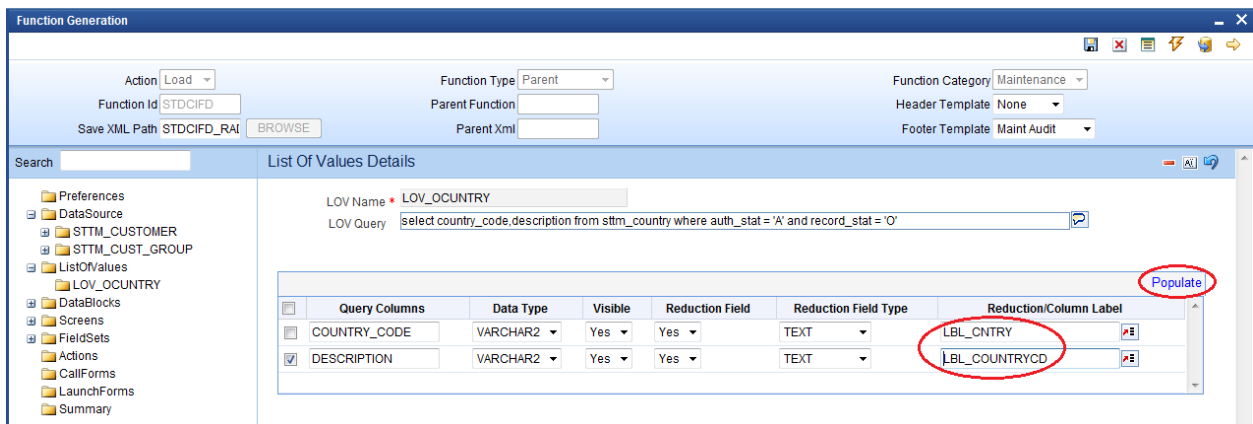 Function Generation
Action Load Function Type Parent Function Category Maintenance
Function Id STDCIFD Parent Function Header Template None
Save XML Path STDCIFD_RAD BROWSE Parent Xml Footer Template Maint Audit
Search List Of Values Details
Preferences
DataSource
STTM_CUSTOMER
STTM_CUST_GROUP
ListOfValues
LOV_OCUNTRY
DataBlocks
Screens
FieldSets
Actions
CallForms
LaunchForms
Summary
LOV Name * LOV_OCUNTRY
LOV Query select country_code,description from sttm_country where auth_stat = 'A' and record_stat = 'O'
Populate
Query Columns Data Type Visible Reduction Field Reduction Field Type Reduction/Column Label
COUNTRY_CODE VARCHAR2 Yes Yes TEXT LBL_CNTRY
DESCRIPTION VARCHAR2 Yes Yes TEXT LBL_COUNTRYCD